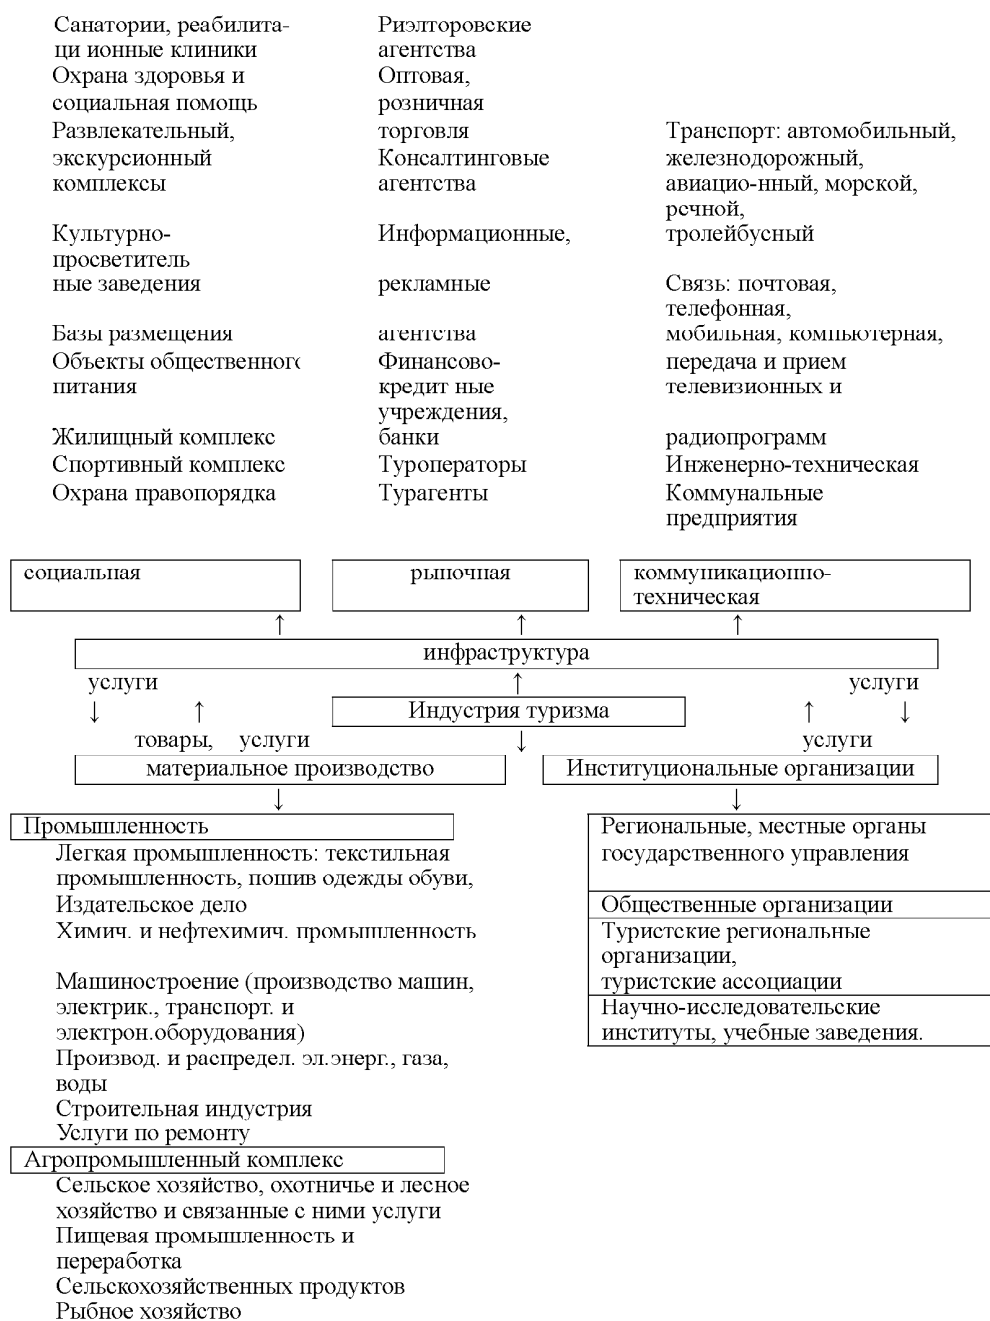 Санатории, реабилита-
ци ионные клиники
Охрана здоровья и
социальная помощь
Развлекательный,
экскурсионный
комплексы
Культурно-
просветитель
ные заведения
Базы размещения
Объекты общественного
питания
Жилищный комплекс
Спортивный комплекс
Охрана правопорядка
Риэлторовские
агентства
Оптовая,
розничная
торговля
Консалтинговые
агентства
Информационные,
рекламные
агентства
Финансово-
кредит ные
учреждения,
банки
Туроператоры
Турагенты
Транспорт: автомобильный,
железнодорожный,
авиацио-нный, морской,
речной,
тролейбусный
Связь: почтовая,
телефонная,
мобильная, компьютерная,
передача и прием
телевизионных и
радиопрограмм
Инженерно-техническая
Коммунальные
предприятия
социальная
рыночная
коммуникационно-
техническая
↑ ↑ ↑
инфраструктура
услуги ↑ услуги
↓ ↑ Индустрия туризма ↑ ↓
товары, услуги ↓ услуги
материальное производство
Институциональные организации
↓ ↓
Промышленность
Легкая промышленность: текстильная
промышленность, пошив одежды обуви,
Издательское дело
Химич. и нефтехимич. промышленность
Машиностроение (производство машин,
электрик., транспорт. и
электрон.оборудования)
Производ. и распредел. эл.энерг., газа,
воды
Строительная индустрия
Услуги по ремонту
Агропромышленный комплекс
Сельское хозяйство, охотничье и лесное
хозяйство и связанные с ними услуги
Пищевая промышленность и
переработка
Сельскохозяйственных продуктов
Рыбное хозяйство
Региональные, местные органы
государственного управления
Общественные организации
Туристские региональные
организации,
туристские ассоциации
Научно-исследовательские
институты, учебные заведения.